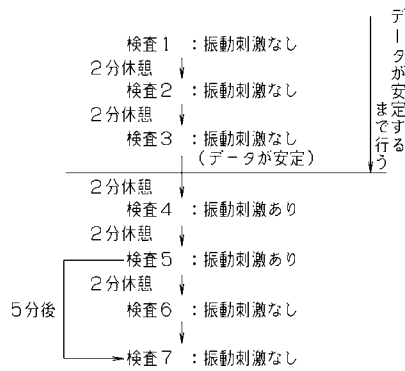 検査1 :振動刺激なし
2分休憩
検査2 :振動刺激なし
2分休憩
検査3 :振動刺激なし
(データが安定)
データが安定する
まで行う
2分休憩
検査4 :振動刺激あり
2分休憩
検査5 :振動刺激あり
2分休憩
検査6 :振動刺激なし
5分後
検査7 :振動刺激なし